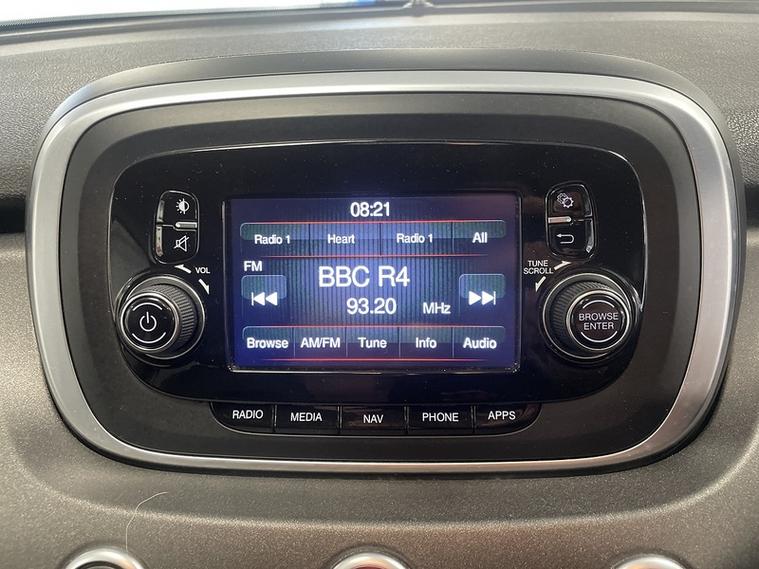 08:21
Radio 1 Heart Radio 1 All
FM
BBC R4
93.20 MHz
Browse AM/FM Tune Info Audio
VOL
TUNE
SCROLL
BROWSE
ENTER
RADIO MEDIA NAV PHONE APPS